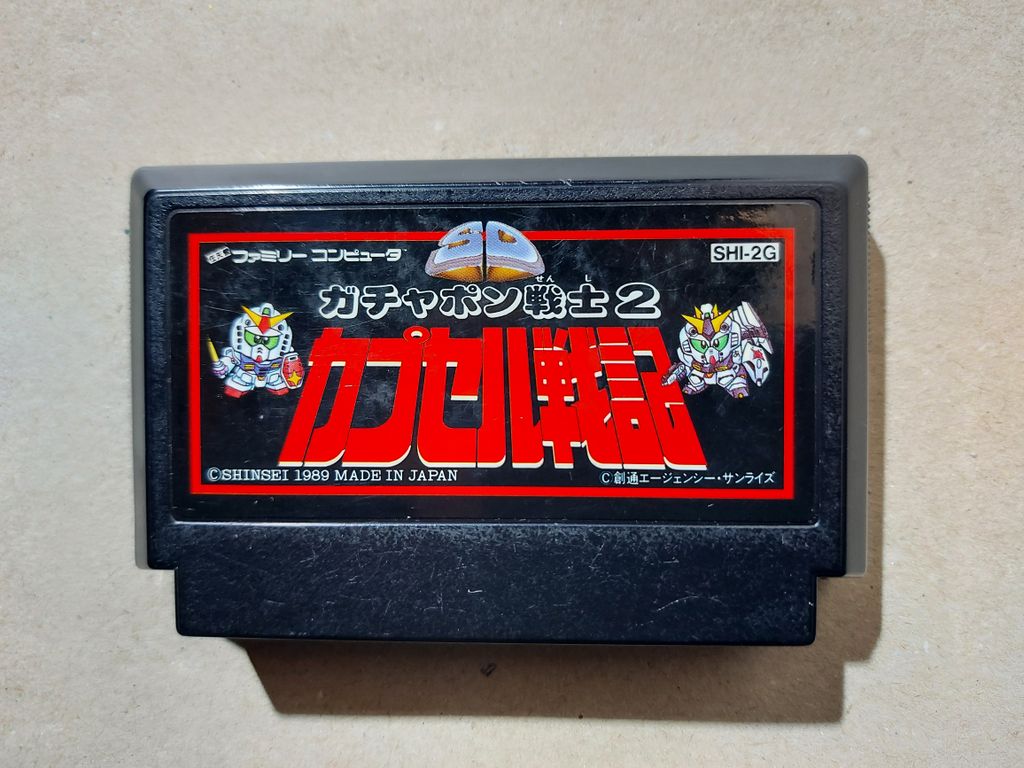 任天堂 ファミリー コンピュータ
SHI-2G
SD
せん し
ガチャポン戦士2
カプセル戦記
©SHINSEI 1989 MADE IN JAPAN
©創通エージェンシー・サンライズ